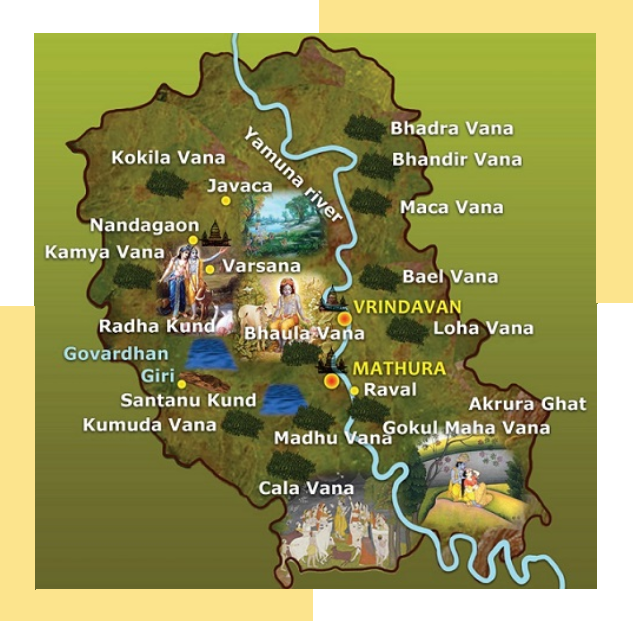 Bhadra Vana
Yamuna river
Kokila Vana
Bhandir Vana
Javaca
Maca Vana
Nandagaon
Kamya Vana
Varsana
Bael Vana
VRINDAVAN
Radha Kund
Bhaula Vana
Loha Vana
Govardhan
Giri
MATHURA
Raval
Santanu Kund
Akrura Ghat
Kumuda Vana
Madhu Vana
Gokul Maha Vana
Cala Vana